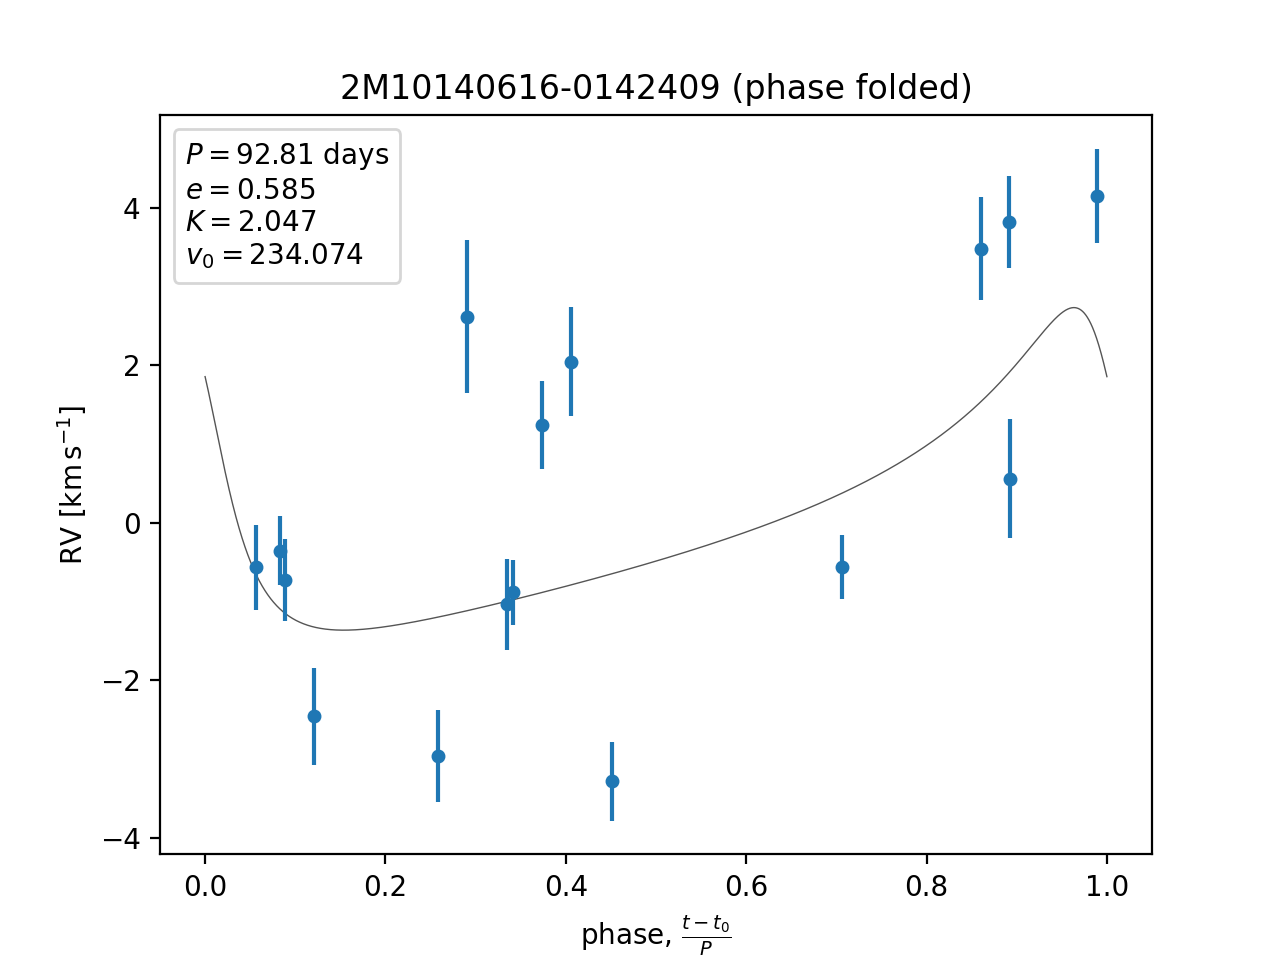 2M10140616-0142409 (phase folded)
P = 92.81 days
e = 0.585
K = 2.047
v₀ = 234.074
4
2
0
−2
−4
RV [km s⁻¹]
0.0 0.2 0.4 0.6 0.8 1.0
phase, (t − t₀)/P